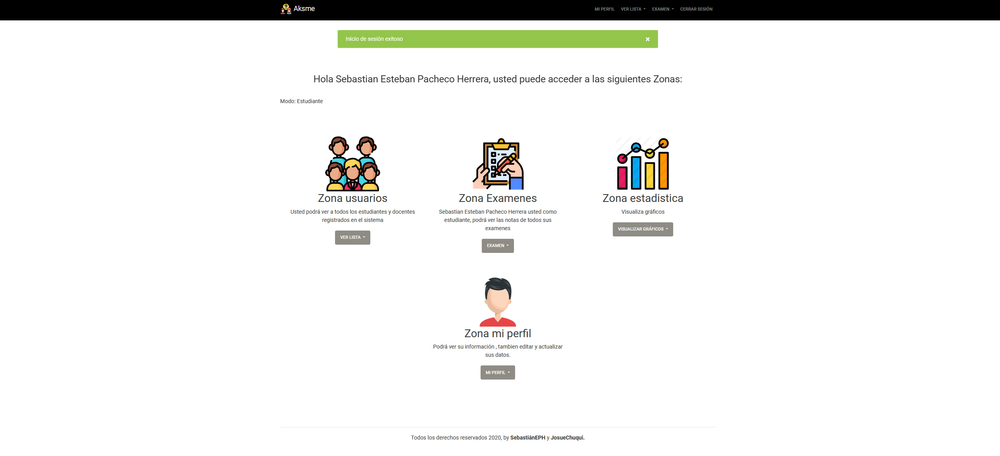 Aksme
MI PERFIL VER LISTA EXAMEN CERRAR SESIÓN
Inicio de sesión exitoso ×
Hola Sebastian Esteban Pacheco Herrera, usted puede acceder a las siguientes Zonas:
Modo: Estudiante
Zona usuarios
Usted podrá ver a todos los estudiantes y docentes
registrados en el sistema
VER LISTA
Zona Examenes
Sebastian Esteban Pacheco Herrera usted como
estudiante, podrá ver las notas de todos sus
examenes
EXAMEN
Zona estadistica
Visualiza gráficos
VISUALIZAR GRÁFICOS
Zona mi perfil
Podrá ver su información , tambien editar y actualizar
sus datos.
MI PERFIL
Todos los derechos reservados 2020, by SebastiánEPH y JosueChuqui.